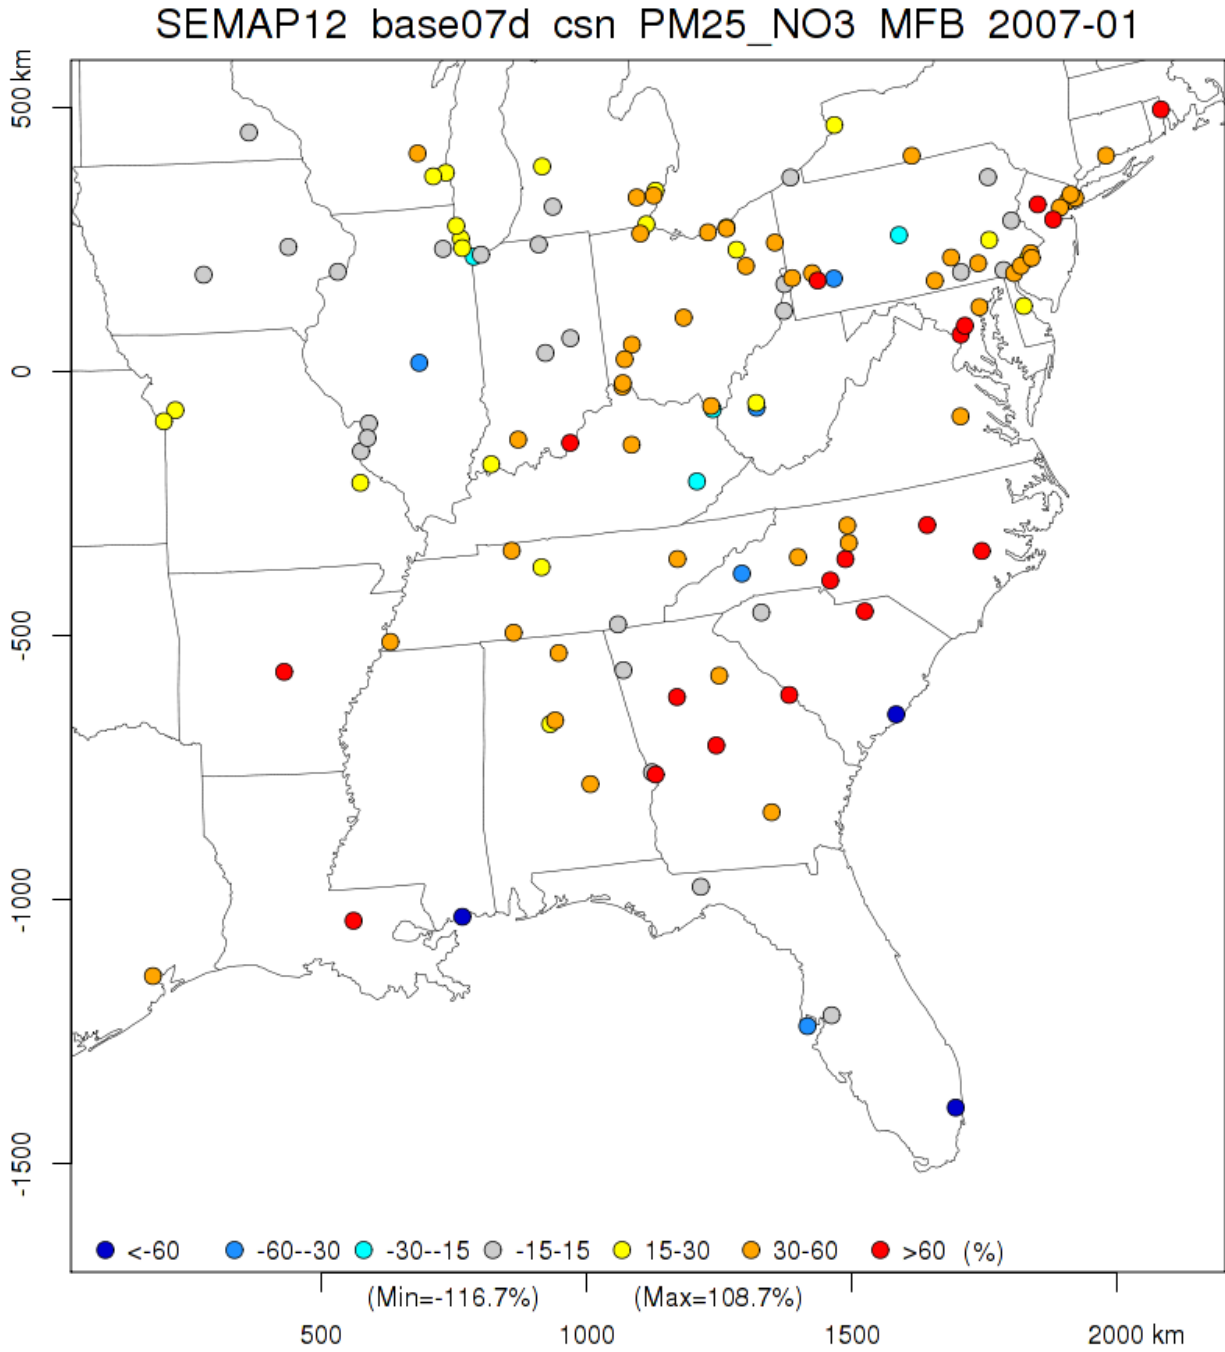 SEMAP12 base07d csn PM25_NO3 MFB 2007-01
500 km
0
-500
-1000
-1500
<-60 -60--30 -30--15 -15-15 15-30 30-60 >60 (%)
(Min=-116.7%) (Max=108.7%)
500 1000 1500 2000 km